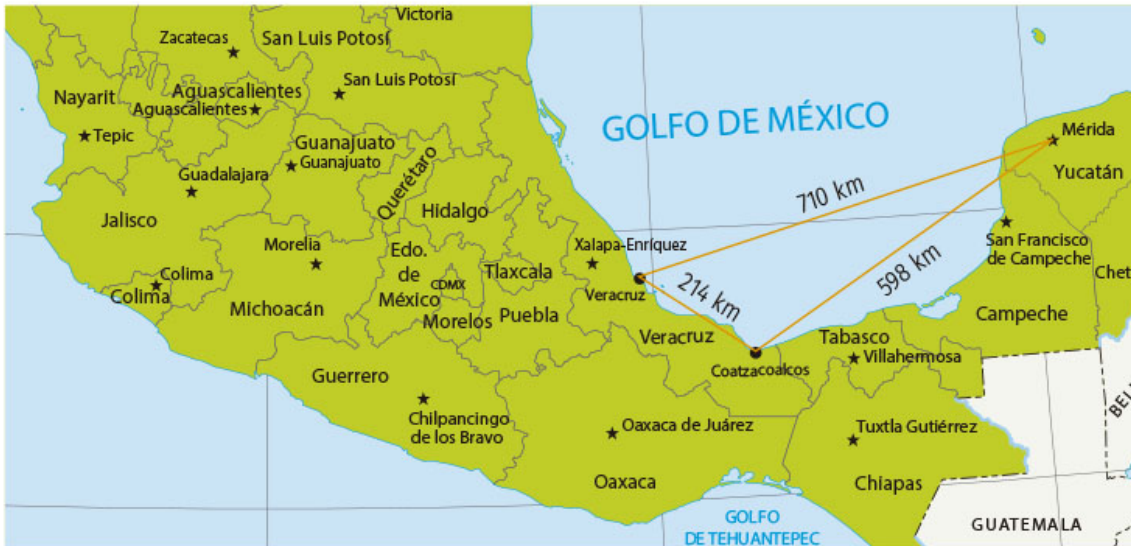 Victoria
Zacatecas
San Luis Potosí
San Luis Potosí
Nayarit
Aguascalientes
Aguascalientes
Tepic
GOLFO DE MÉXICO
Mérida
Yucatán
Guanajuato
Guanajuato
Querétaro
Guadalajara
Jalisco
Hidalgo
710 km
San Francisco
de Campeche
Morelia
Edo.
de
México
CDMX
Tlaxcala
Xalapa-Enríquez
598 km
Colima
Colima
Michoacán
Morelos
Puebla
Veracruz
214 km
Chet
Campeche
Veracruz
Tabasco
Villahermosa
Coatzacoalcos
Guerrero
Chilpancingo
de los Bravo
Oaxaca de Juárez
Tuxtla Gutiérrez
BELI
Oaxaca
Chiapas
GOLFO
DE TEHUANTEPEC
GUATEMALA